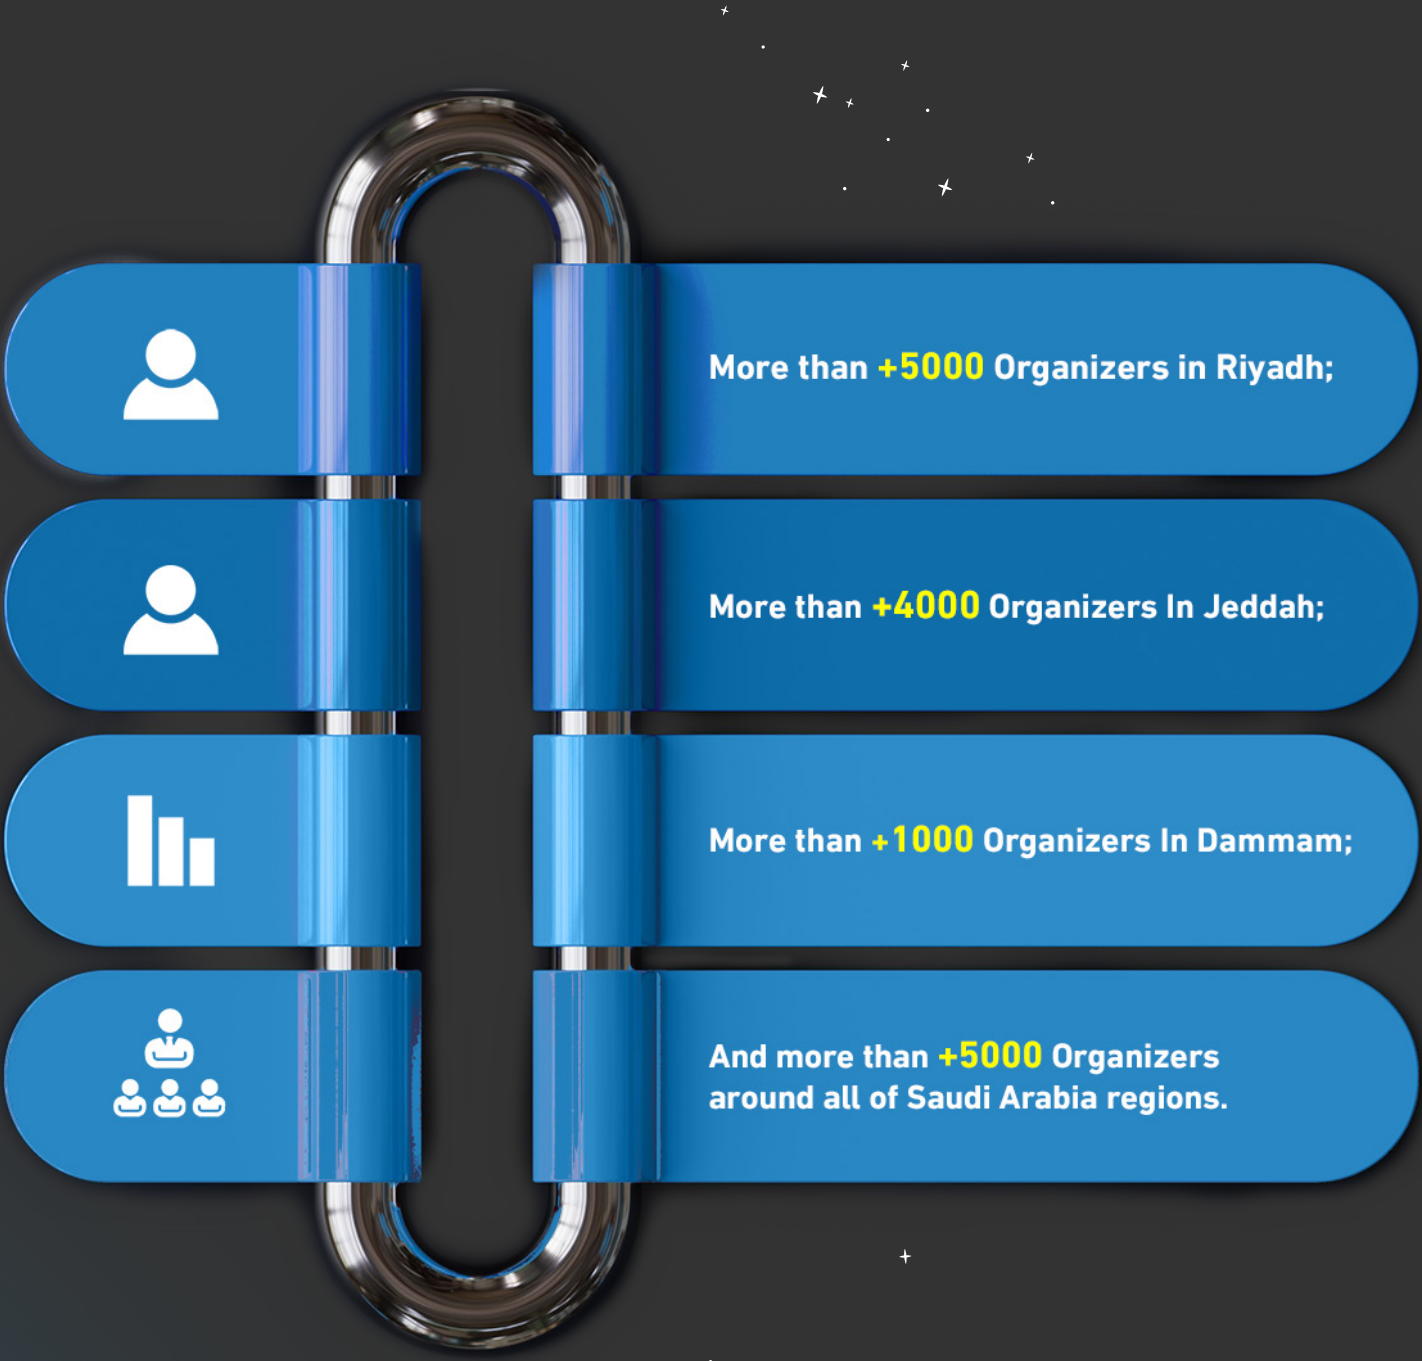 More than +5000 Organizers in Riyadh;
More than +4000 Organizers In Jeddah;
More than +1000 Organizers In Dammam;
And more than +5000 Organizers
around all of Saudi Arabia regions.